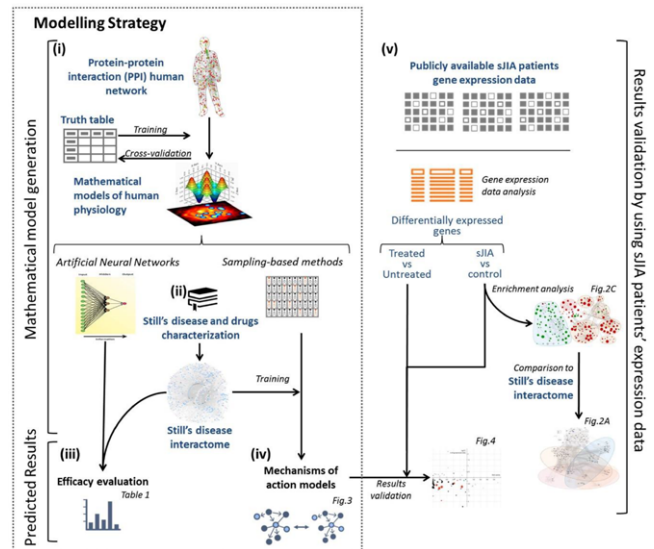 Modelling Strategy
(i)
Protein-protein
interaction (PPI) human
network
Truth table
Training
Cross-validation
Mathematical
models of human
physiology
Artificial Neural Networks
Sampling-based methods
(ii)
Still's disease and drugs
characterization
Training
Still's disease
interactome
(iii)
Efficacy evaluation
Table 1
(iv)
Mechanisms of
action models
Fig.3
Mathematical model generation
Predicted Results
(v)
Publicly available sJIA patients
gene expression data
Gene expression
data analysis
Differentially expressed
genes
Treated
vs
Untreated
sJIA
vs
control
Enrichment analysis
Fig.2C
Comparison to
Still's disease
interactome
Fig.2A
Fig.4
Results
validation
Results validation by using sJIA patients' expression data